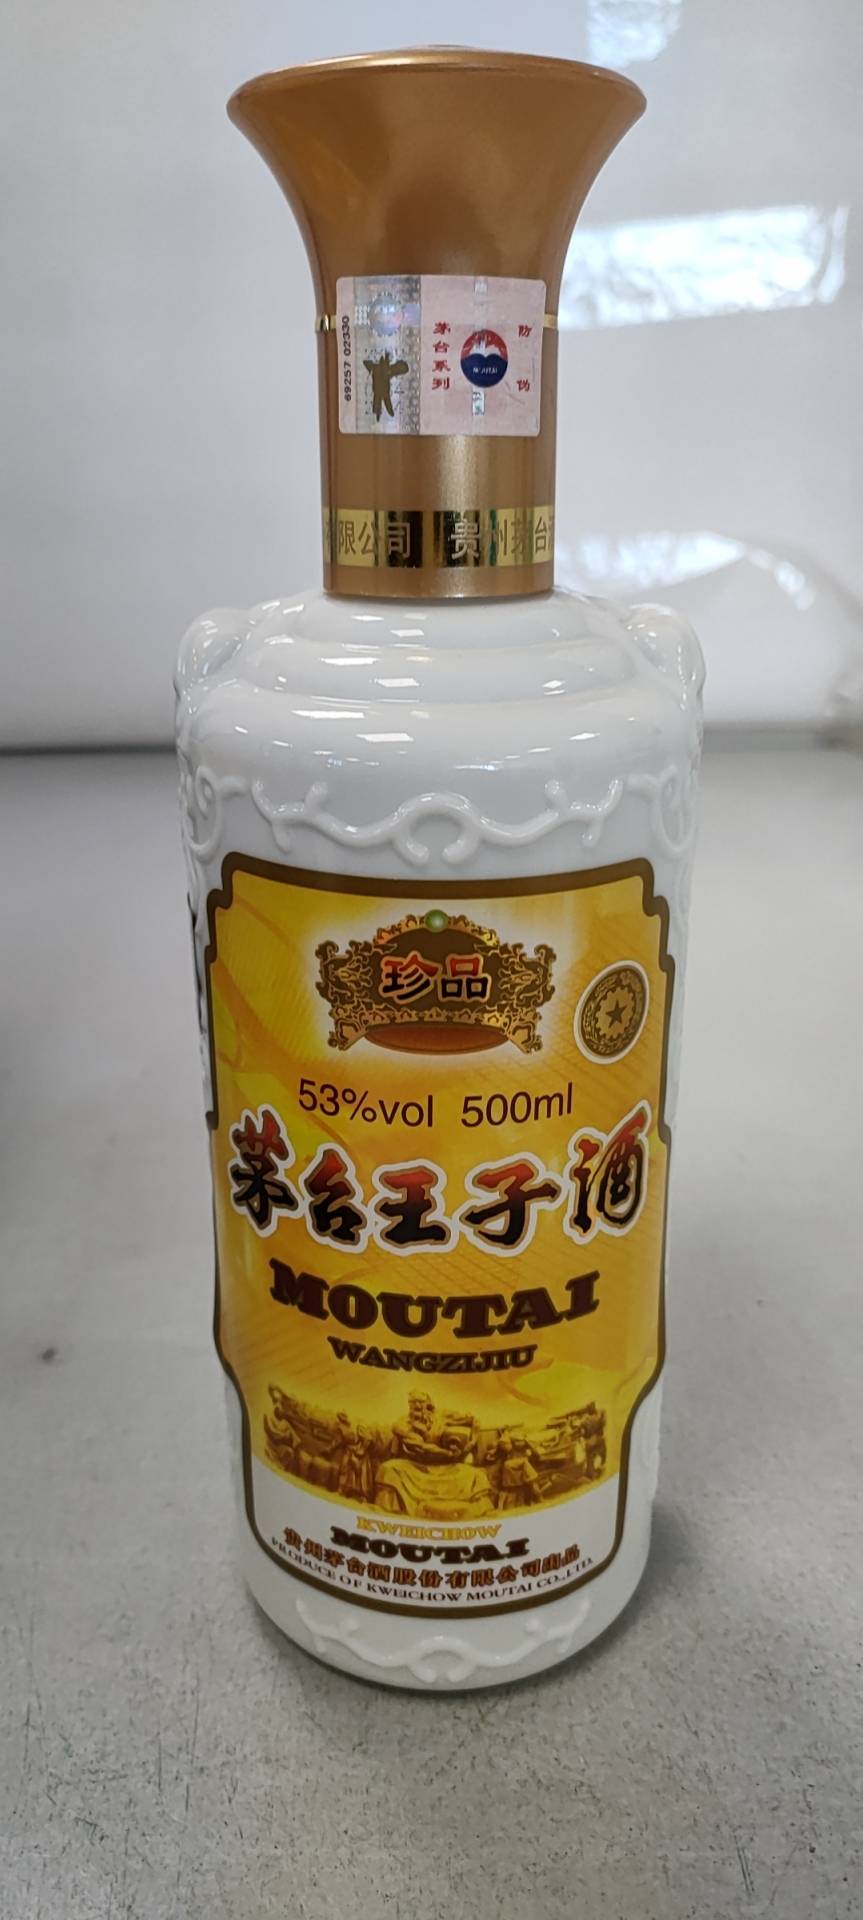 69257 02330
茅台系列
防伪
MOUTAI
有限公司 贵州茅台酒
珍品
53%vol 500ml
茅台王子酒
MOUTAI
WANGZIJIU
KWEICHOW
MOUTAI
贵州茅台酒股份有限公司出品
PRODUCE OF KWEICHOW MOUTAI CO., LTD.